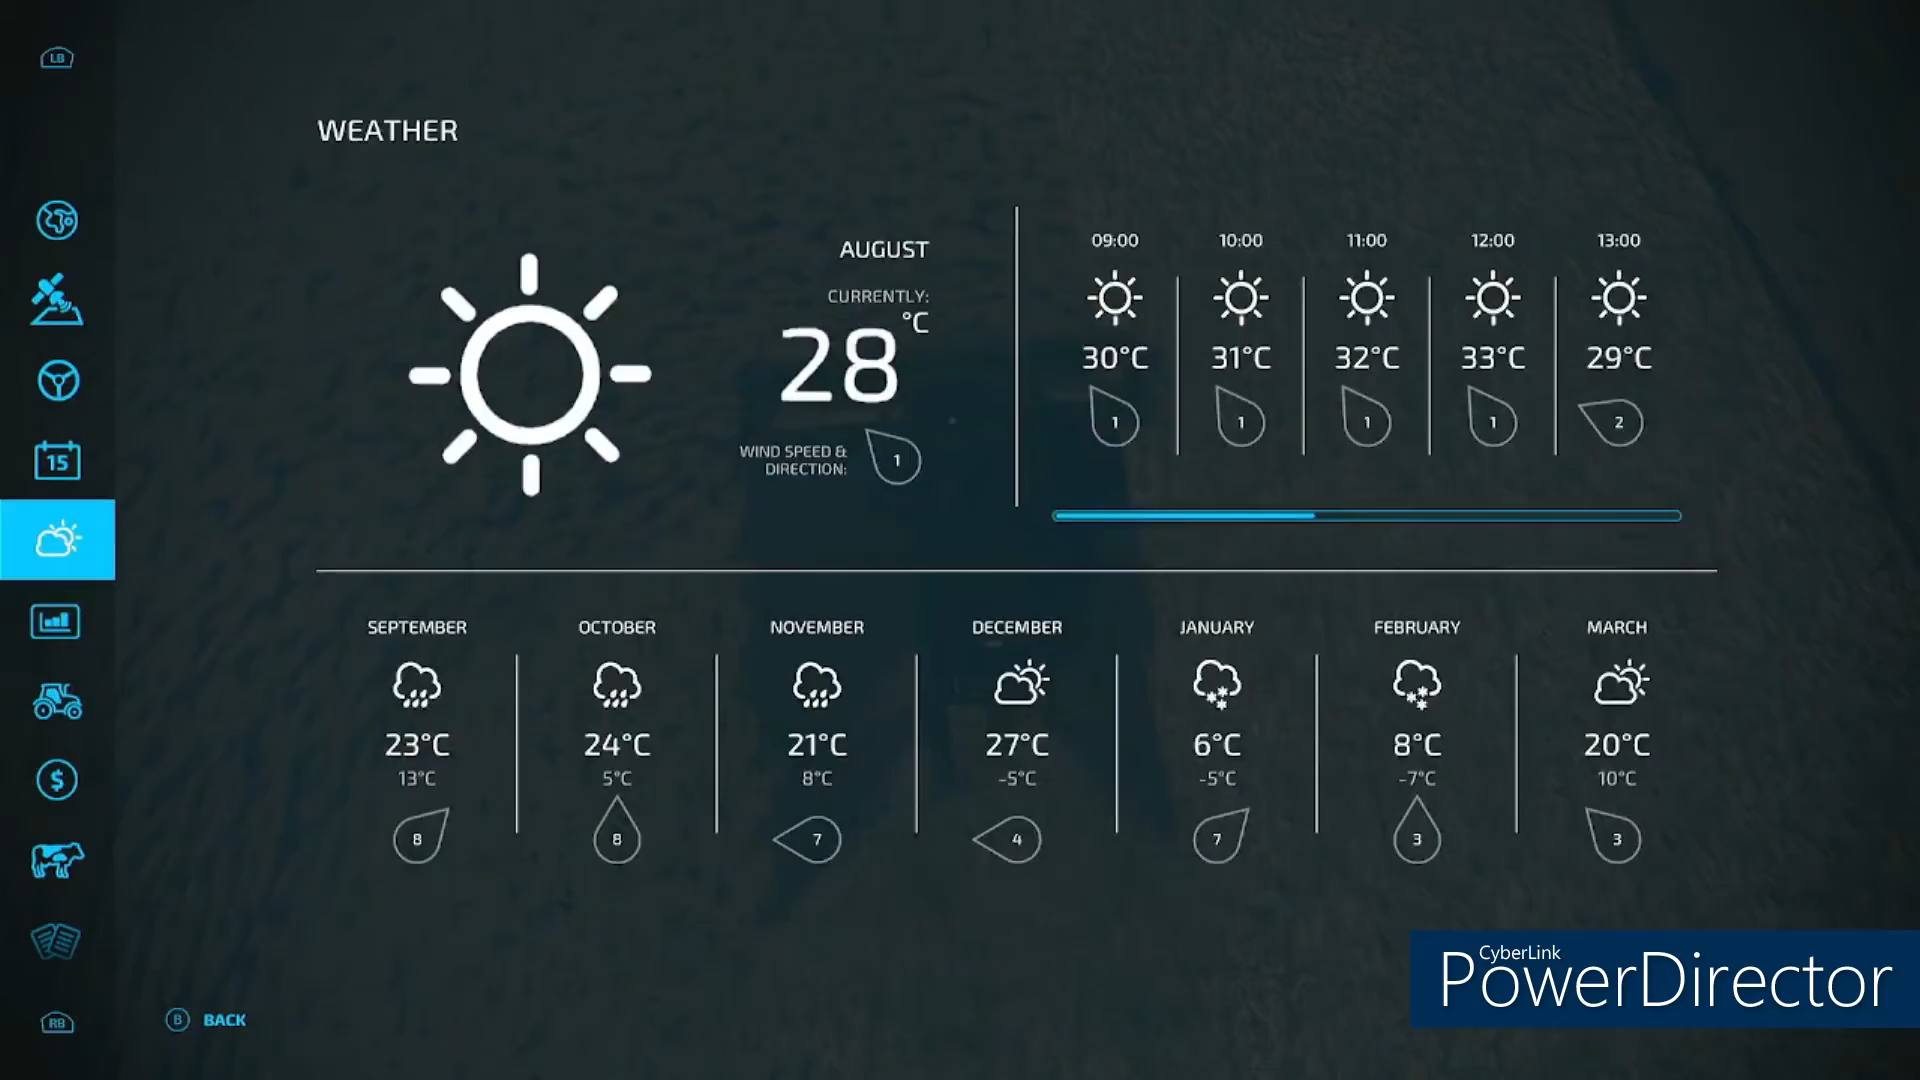 LB
WEATHER
AUGUST
CURRENTLY:
28 °C
WIND SPEED &
DIRECTION:
1
09:00 10:00 11:00 12:00 13:00
30°C 31°C 32°C 33°C 29°C
1 1 1 1 2
15
SEPTEMBER OCTOBER NOVEMBER DECEMBER JANUARY FEBRUARY MARCH
23°C 24°C 21°C 27°C 6°C 8°C 20°C
13°C 5°C 8°C -5°C -5°C -7°C 10°C
8 8 7 4 7 3 3
$
RB
B BACK
CyberLink
PowerDirector